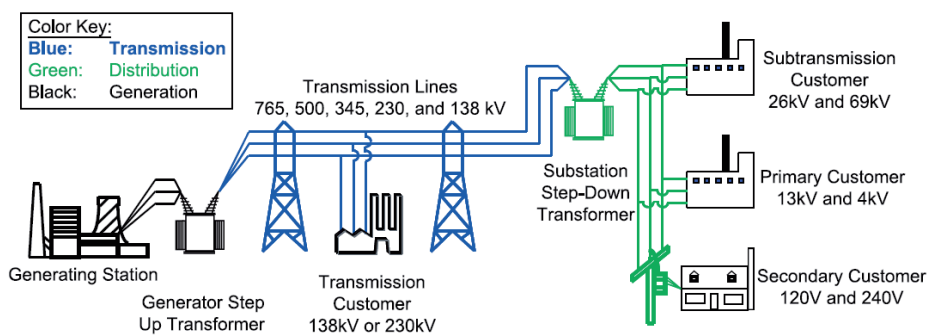 Color Key:
Blue: Transmission
Green: Distribution
Black: Generation
Transmission Lines
765, 500, 345, 230, and 138 kV
Subtransmission
Customer
26kV and 69kV
Substation
Step-Down
Transformer
Primary Customer
13kV and 4kV
Generating Station
Generator Step
Up Transformer
Transmission
Customer
138kV or 230kV
Secondary Customer
120V and 240V